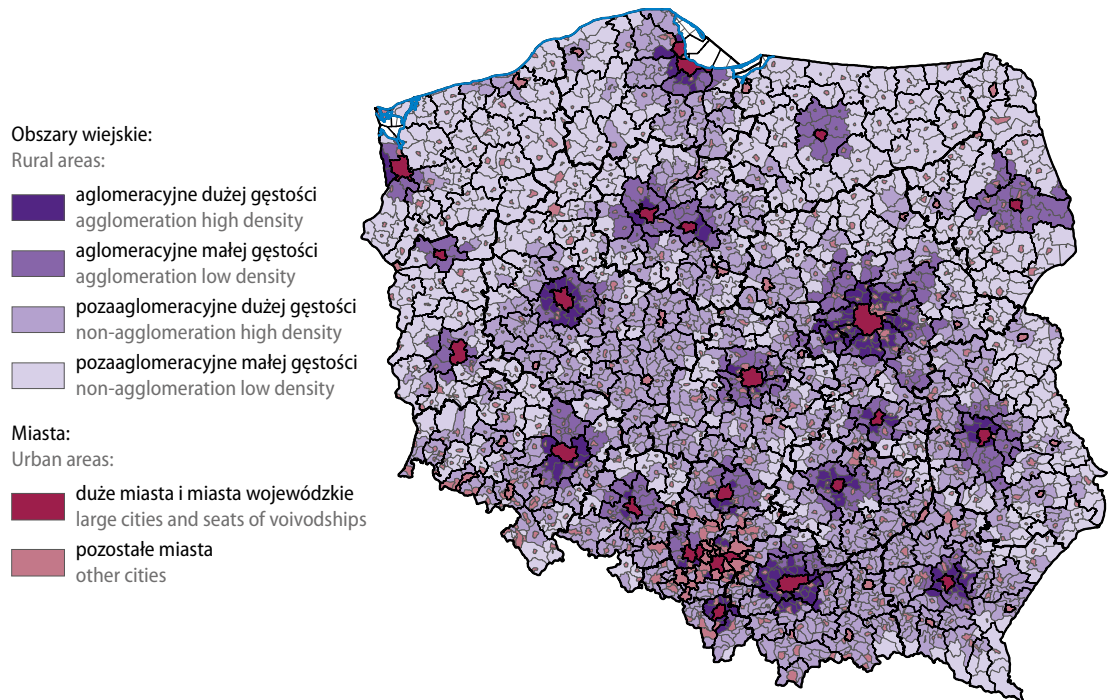 Obszary wiejskie:
Rural areas:
aglomeracyjne dużej gęstości
agglomeration high density
aglomeracyjne małej gęstości
agglomeration low density
pozaaglomeracyjne dużej gęstości
non-agglomeration high density
pozaaglomeracyjne małej gęstości
non-agglomeration low density
Miasta:
Urban areas:
duże miasta i miasta wojewódzkie
large cities and seats of voivodships
pozostałe miasta
other cities